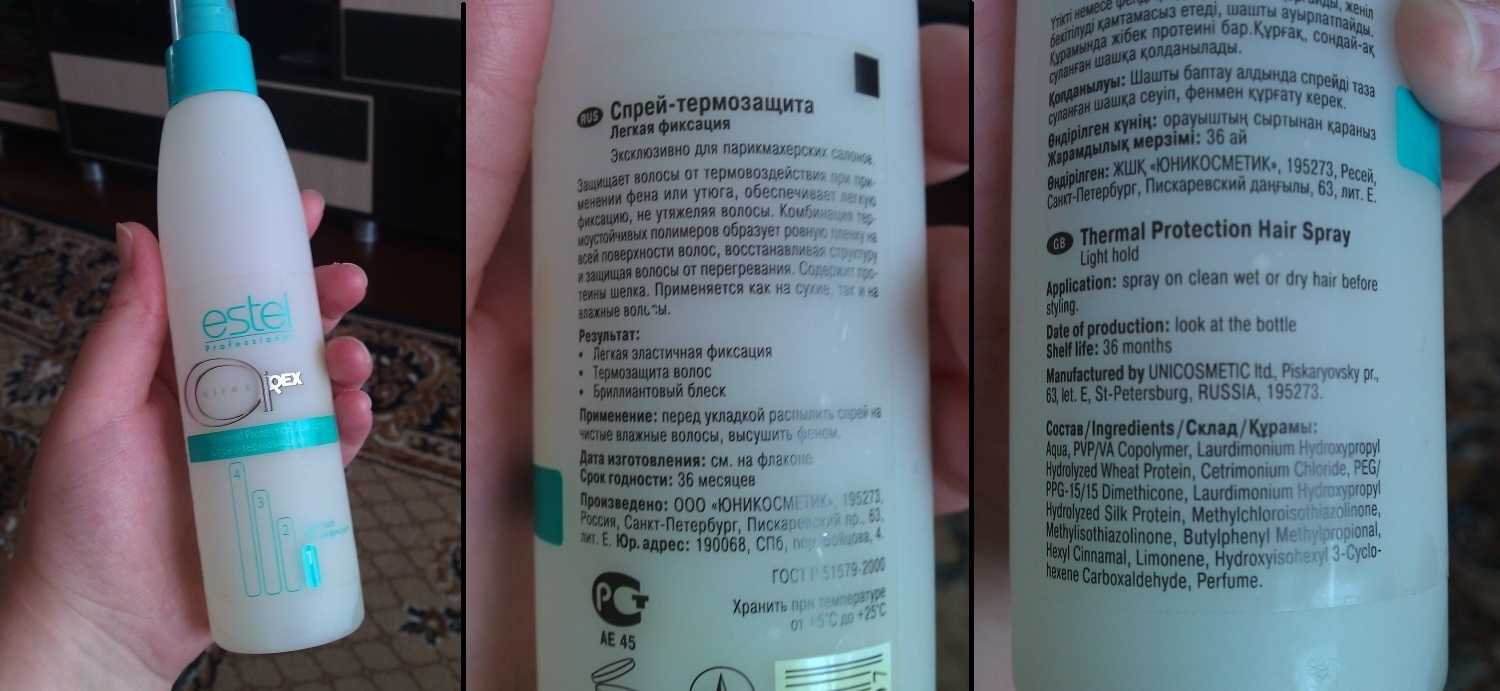 estel
Professional
AiREX
4
3
2
1
RUS Спрей-термозащита
Легкая фиксация
Эксклюзивно для парикмахерских салонов.
Защищает волосы от термовоздействия при при-
менении фена или утюга, обеспечивает легкую
фиксацию, не утяжеляя волосы. Комбинация тер-
моустойчивых полимеров образует ровную пленку на
всей поверхности волос, восстанавливая структуру
и защищая волосы от перегревания. Содержит про-
теины шелка. Применяется как на сухие, так и на
влажные волосы.
Результат:
• Легкая эластичная фиксация
• Термозащита волос
• Бриллиантовый блеск
Применение: перед укладкой распылить спрей на
чистые влажные волосы, высушить феном.
Дата изготовления: см. на флаконе
Срок годности: 36 месяцев
Произведено: ООО «ЮНИКОСМЕТИК», 195273,
Россия, Санкт-Петербург, Пискаревский пр., 63,
лит. Е. Юр. адрес: 190068, СПб, пер. Бойцова, 4.
ГОСТ Р 51579-2000
Хранить при температуре
от +5°С до +25°С
РСТ
АЕ 45
бекітілуді қамтамасыз етеді, шашты ауырлатпайды.
Құрамында жібек протеині бар.Құрғақ, сондай-ақ
суланған шашқа қолданылады.
Қолданылуы: Шашты баптау алдында спрейді таза
суланған шашқа сеуіп, фенмен құрғату керек.
Өндірілген күнің: орауыштың сыртынан қараңыз
Жарамдылық мерзімі: 36 ай
Өндірілген: ЖШҚ «ЮНИКОСМЕТИК», 195273, Ресей,
Санкт-Петербург, Пискаревский даңғылы, 63, лит. Е.
GB Thermal Protection Hair Spray
Light hold
Application: spray on clean wet or dry hair before
styling.
Date of production: look at the bottle
Shelf life: 36 months
Manufactured by UNICOSMETIC ltd., Piskaryovsky pr.,
63, let. E, St-Petersburg, RUSSIA, 195273.
Состав/Ingredients/Склад/Құрамы:
Aqua, PVP/VA Copolymer, Laurdimonium Hydroxypropyl
Hydrolyzed Wheat Protein, Cetrimonium Chloride, PEG/
PPG-15/15 Dimethicone, Laurdimonium Hydroxypropyl
Hydrolyzed Silk Protein, Methylchloroisothiazolinone,
Methylisothiazolinone, Butylphenyl Methylpropional,
Hexyl Cinnamal, Limonene, Hydroxyisohexyl 3-Cyclo-
hexene Carboxaldehyde, Perfume.